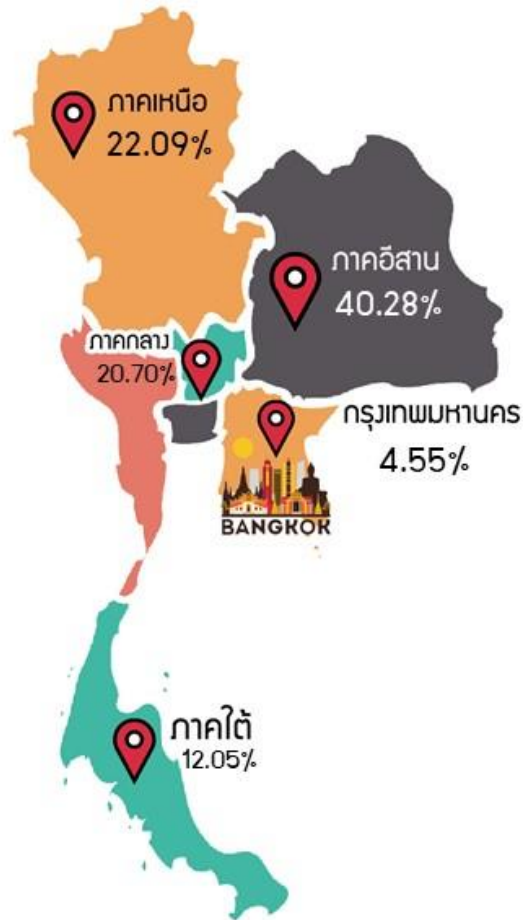 ภาคเหนือ
22.09%
ภาคอีสาน
40.28%
ภาคกลาง
20.70%
กรุงเทพมหานคร
4.55%
BANGKOK
ภาคใต้
12.05%